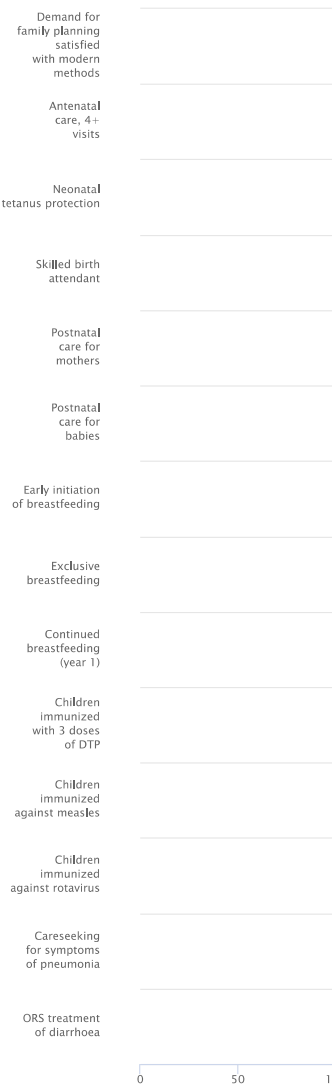 Demand for
family planning
satisfied
with modern
methods
Antenatal
care, 4+
visits
Neonatal
tetanus protection
Skilled birth
attendant
Postnatal
care for
mothers
Postnatal
care for
babies
Early initiation
of breastfeeding
Exclusive
breastfeeding
Continued
breastfeeding
(year 1)
Children
immunized
with 3 doses
of DTP
Children
immunized
against measles
Children
immunized
against rotavirus
Careseeking
for symptoms
of pneumonia
ORS treatment
of diarrhoea
0 50 1